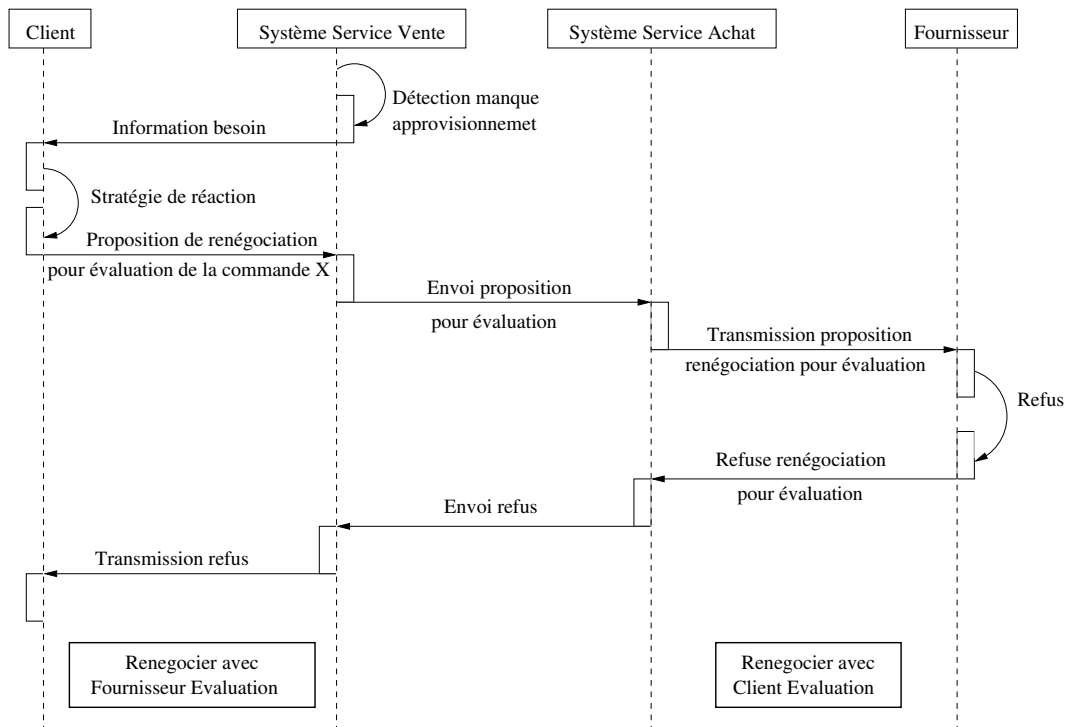 Client
Système Service Vente
Système Service Achat
Fournisseur
Détection manque
approvisionnemet
Information besoin
Stratégie de réaction
Proposition de renégociation
pour évaluation de la commande X
Envoi proposition
pour évaluation
Transmission proposition
renégociation pour évaluation
Refus
Refuse renégociation
pour évaluation
Envoi refus
Transmission refus
Renegocier avec
Fournisseur Evaluation
Renegocier avec
Client Evaluation